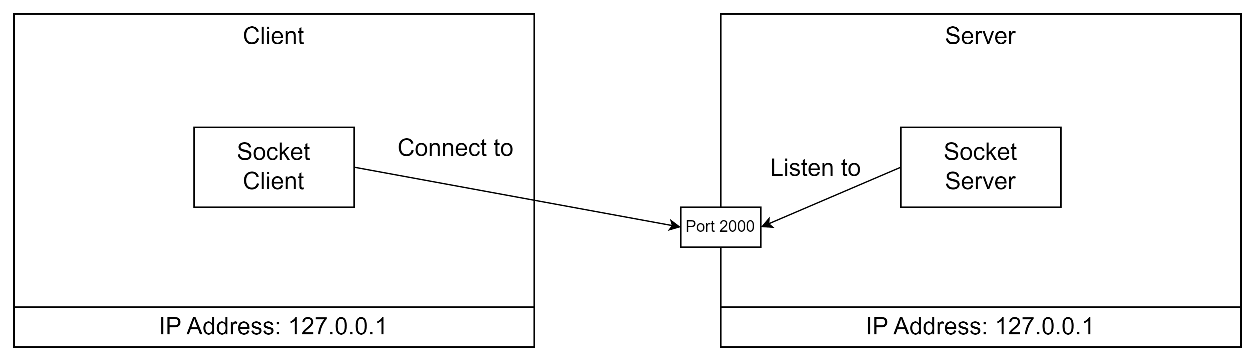 Client
Socket
Client
Connect to
IP Address: 127.0.0.1
Server
Listen to
Socket
Server
Port 2000
IP Address: 127.0.0.1